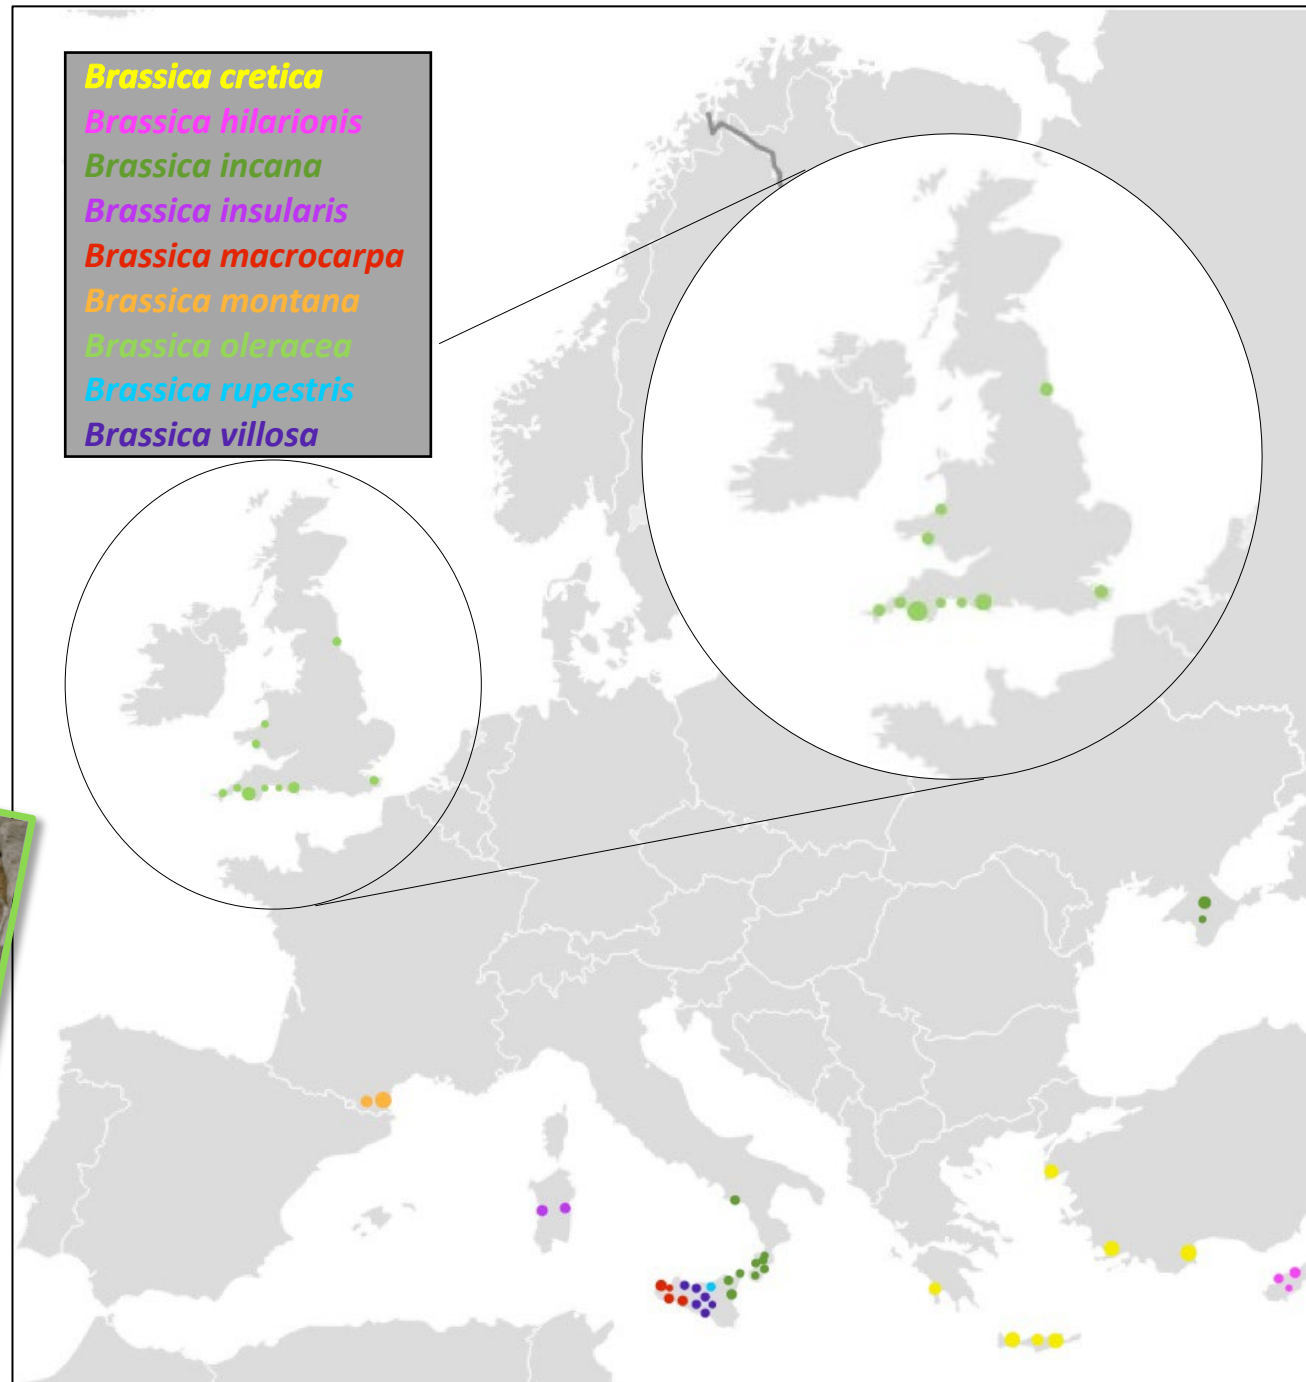 Brassica cretica
Brassica hilarionis
Brassica incana
Brassica insularis
Brassica macrocarpa
Brassica montana
Brassica oleracea
Brassica rupestris
Brassica villosa